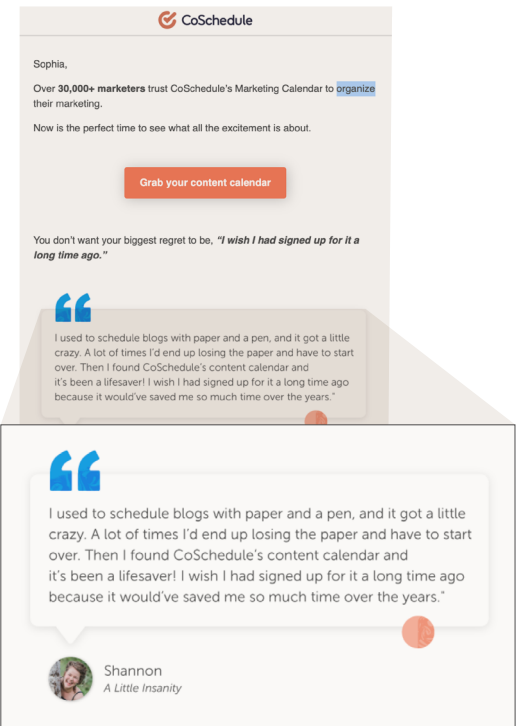 CoSchedule
Sophia,
Over 30,000+ marketers trust CoSchedule's Marketing Calendar to organize
their marketing.
Now is the perfect time to see what all the excitement is about.
Grab your content calendar
You don't want your biggest regret to be, “I wish I had signed up for it a
long time ago.”
I used to schedule blogs with paper and a pen, and it got a little
crazy. A lot of times I'd end up losing the paper and have to start
over. Then I found CoSchedule's content calendar and
it's been a lifesaver! I wish I had signed up for it a long time ago
because it would've saved me so much time over the years."
I used to schedule blogs with paper and a pen, and it got a little
crazy. A lot of times I'd end up losing the paper and have to start
over. Then I found CoSchedule's content calendar and
it's been a lifesaver! I wish I had signed up for it a long time ago
because it would've saved me so much time over the years."
Shannon
A Little Insanity